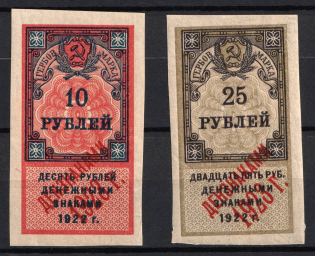 ГЕРБОВАЯ МАРКА
10
РУБЛЕЙ
ДЕСЯТЬ РУБЛЕЙ
ДЕНЕЖНЫМИ
ЗНАКАМИ
1922 г.
ГЕРБОВАЯ МАРКА
25
РУБЛЕЙ
ДВАДЦАТЬ ПЯТЬ РУБ.
ДЕНЕЖНЫМИ
ЗНАКАМИ
1922 г.